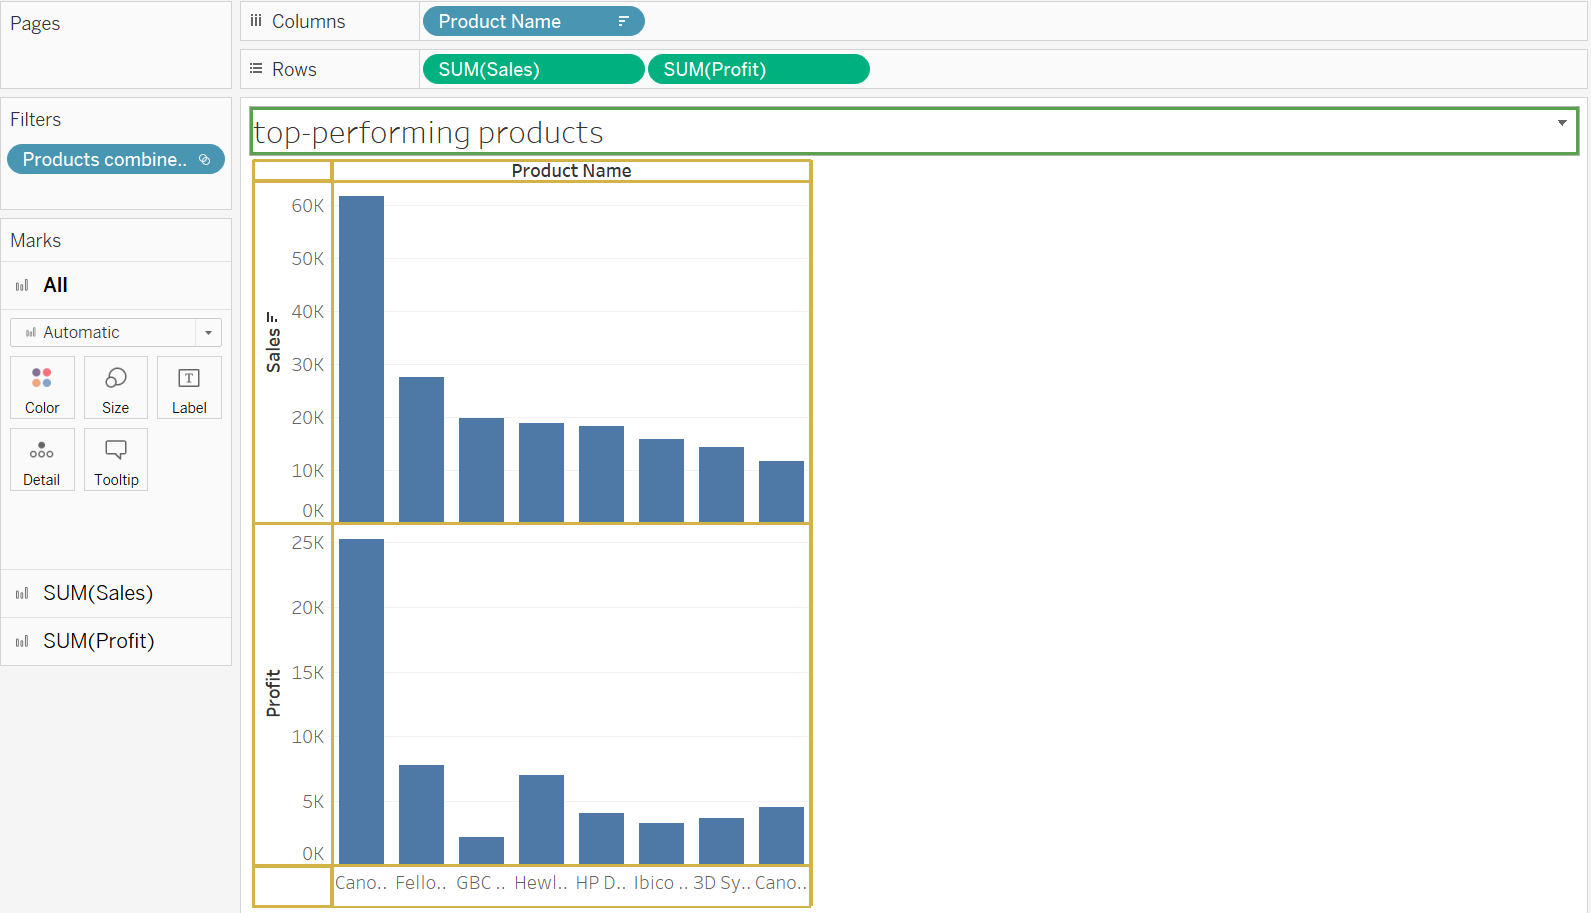 Pages
Columns
Product Name
Rows
SUM(Sales)
SUM(Profit)
Filters
Products combine..
Marks
All
Automatic
Color
Size
Label
Detail
Tooltip
SUM(Sales)
SUM(Profit)
top-performing products
Product Name
60K
50K
40K
30K
20K
10K
0K
Sales
25K
20K
15K
10K
5K
0K
Profit
Cano.. Fello.. GBC .. Hewl.. HP D.. Ibico .. 3D Sy.. Cano..